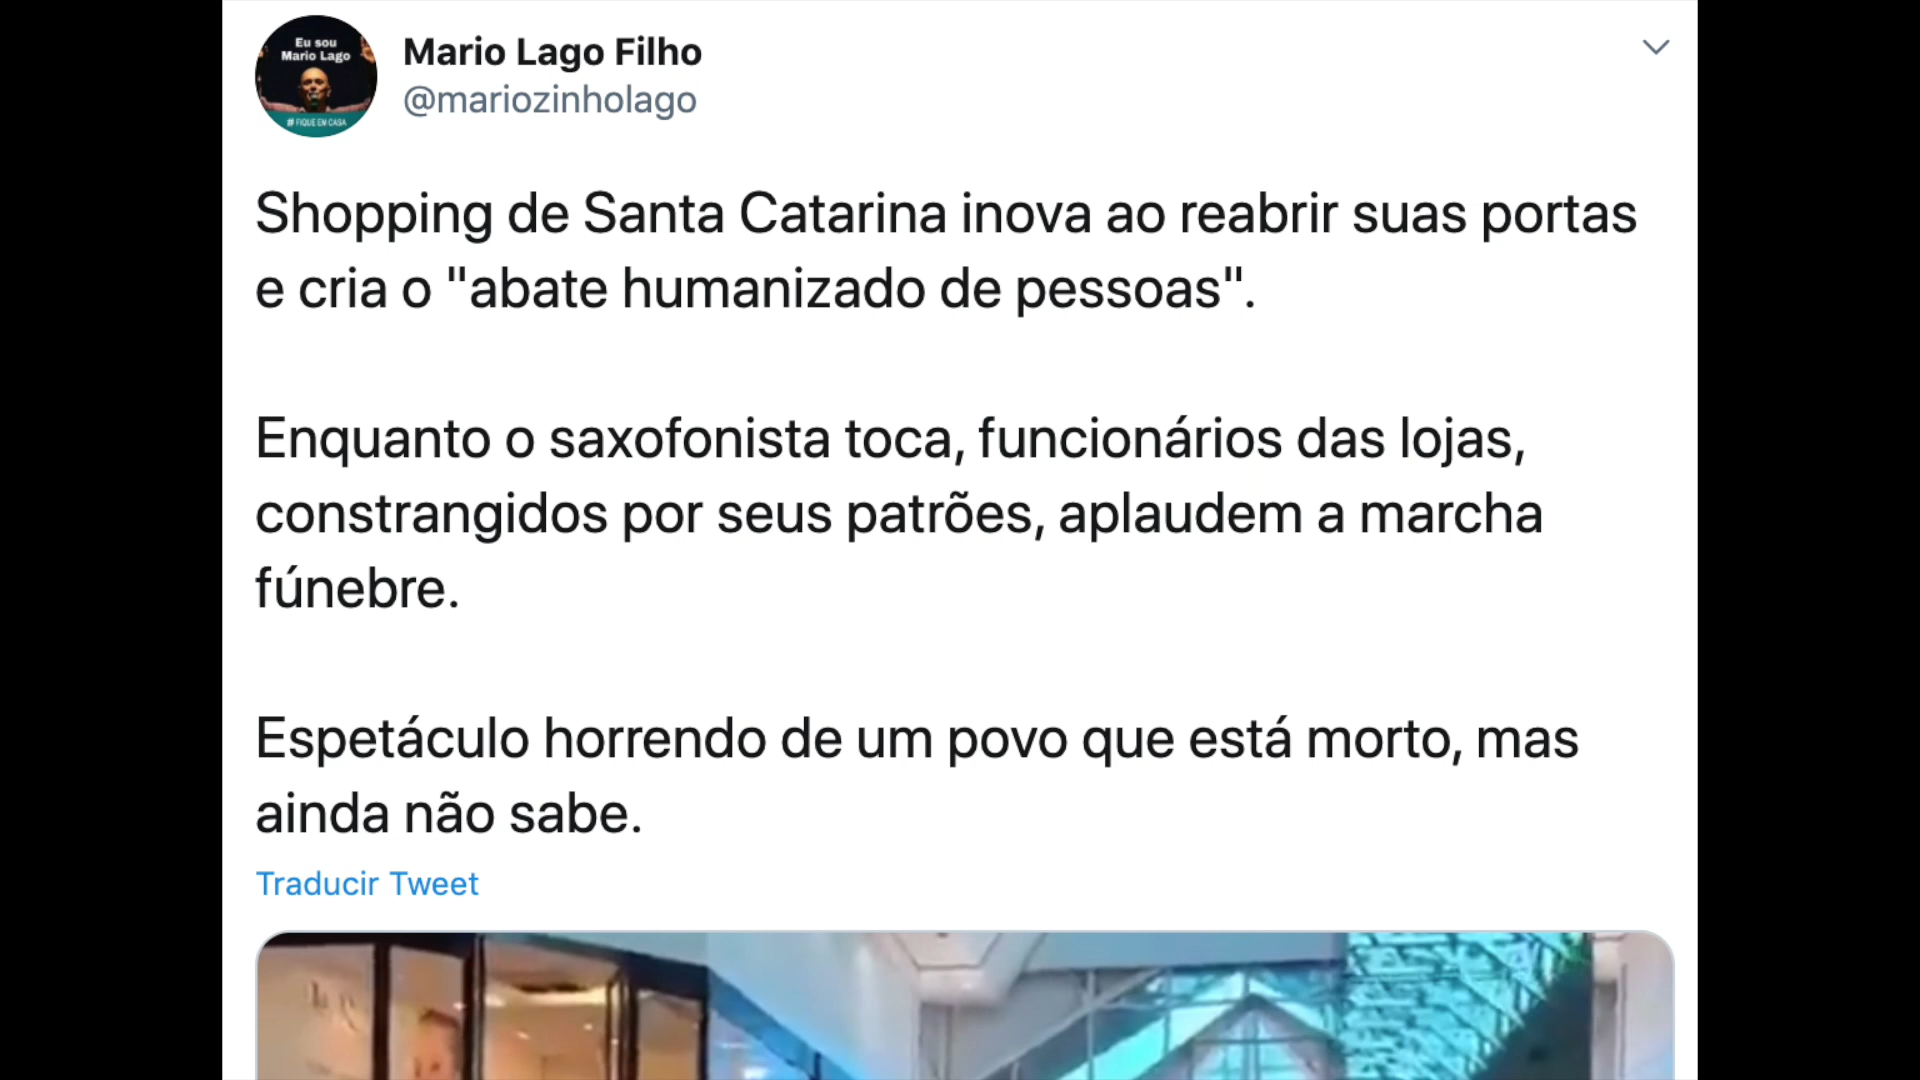 Eu sou
Mario Lago
# FIQUE EM CASA
Mario Lago Filho
@mariozinholago
Shopping de Santa Catarina inova ao reabrir suas portas
e cria o "abate humanizado de pessoas".
Enquanto o saxofonista toca, funcionários das lojas,
constrangidos por seus patrões, aplaudem a marcha
fúnebre.
Espetáculo horrendo de um povo que está morto, mas
ainda não sabe.
Traducir Tweet